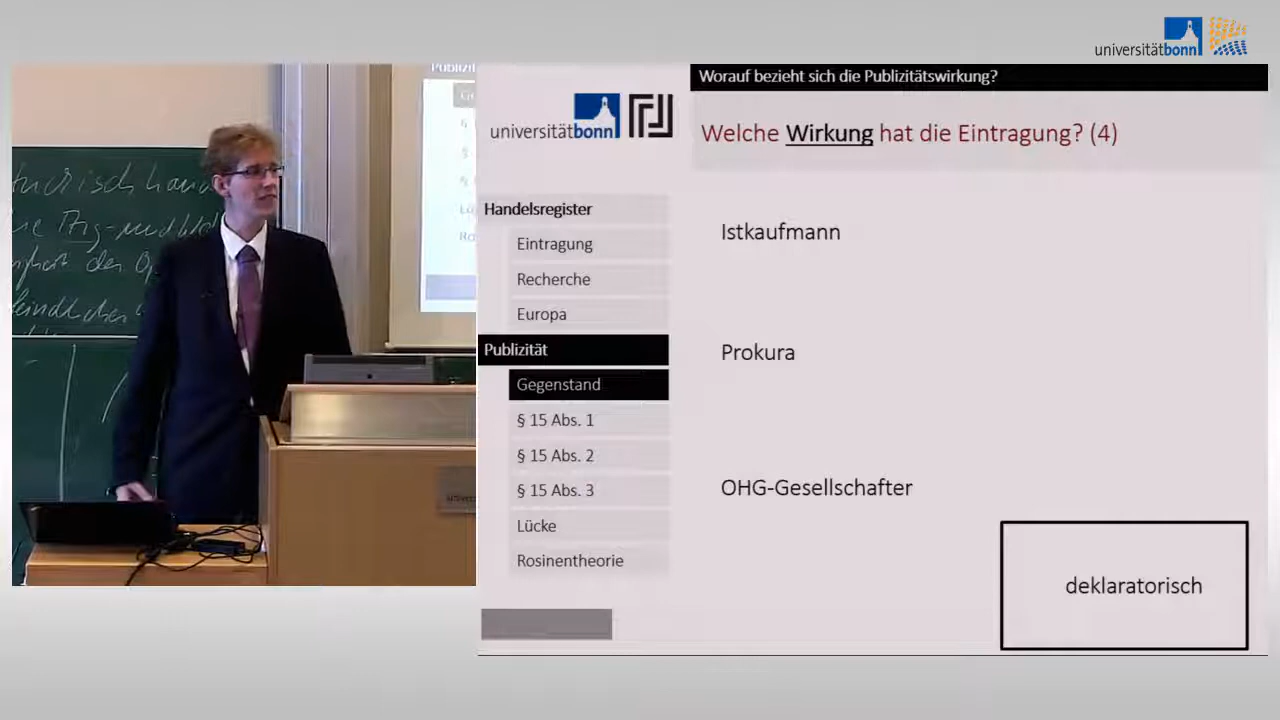 universitätbonn
Worauf bezieht sich die Publizitätswirkung?
universitätbonn
Welche Wirkung hat die Eintragung? (4)
Handelsregister
Eintragung
Recherche
Europa
Publizität
Gegenstand
§ 15 Abs. 1
§ 15 Abs. 2
§ 15 Abs. 3
Lücke
Rosinentheorie
Istkaufmann
Prokura
OHG-Gesellschafter
deklaratorisch